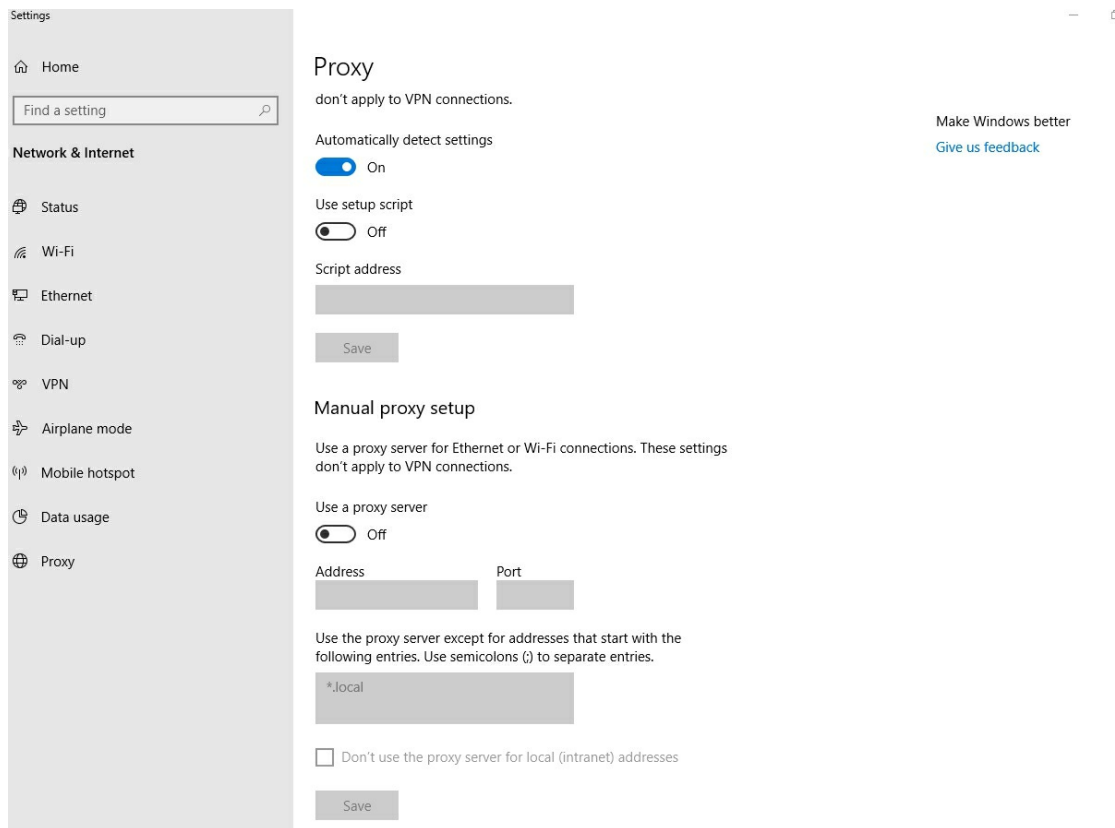 Settings
Home
Find a setting
Network & Internet
Status
Wi-Fi
Ethernet
Dial-up
VPN
Airplane mode
Mobile hotspot
Data usage
Proxy
Proxy
don't apply to VPN connections.
Automatically detect settings
On
Use setup script
Off
Script address
Save
Manual proxy setup
Use a proxy server for Ethernet or Wi-Fi connections. These settings
don't apply to VPN connections.
Use a proxy server
Off
Address Port
Use the proxy server except for addresses that start with the
following entries. Use semicolons (;) to separate entries.
*.local
Don't use the proxy server for local (intranet) addresses
Save
Make Windows better
Give us feedback